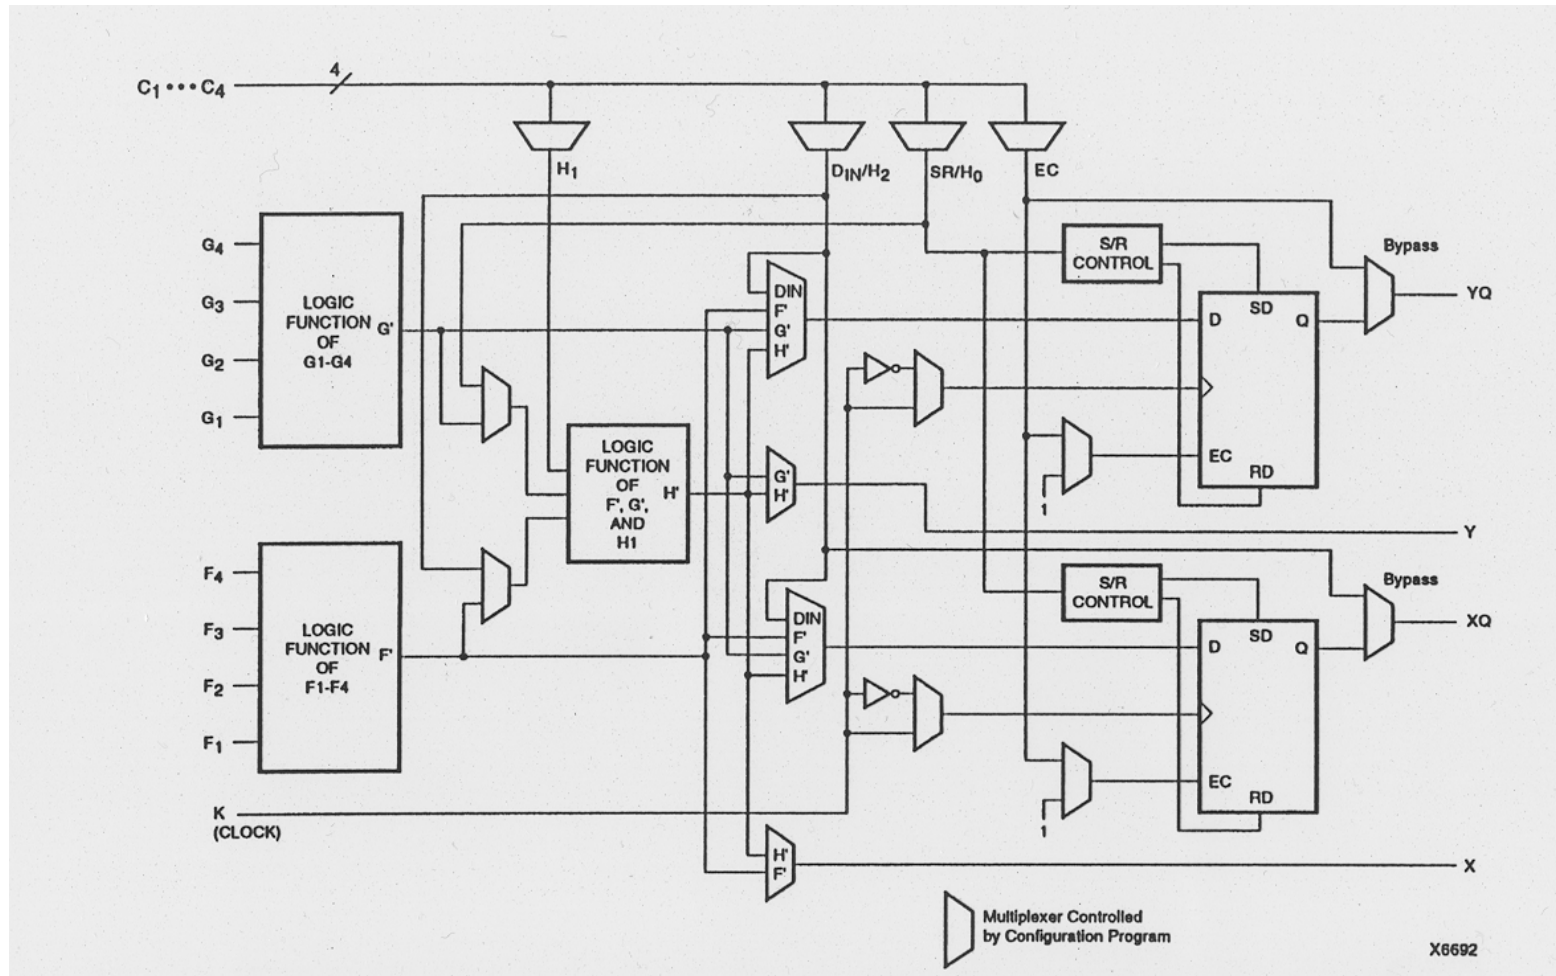 C1 ••• C4
4
H1
DIN/H2
SR/H0
EC
G4
G3
G2
G1
LOGIC
FUNCTION
OF
G1-G4
G'
DIN
F'
G'
H'
S/R
CONTROL
Bypass
D
SD
Q
YQ
EC
RD
1
LOGIC
FUNCTION
OF
F', G',
AND
H1
H'
G'
H'
Y
F4
F3
F2
F1
LOGIC
FUNCTION
OF
F1-F4
F'
DIN
F'
G'
H'
S/R
CONTROL
Bypass
D
SD
Q
XQ
EC
RD
1
K
(CLOCK)
H'
F'
X
Multiplexer Controlled
by Configuration Program
X6692